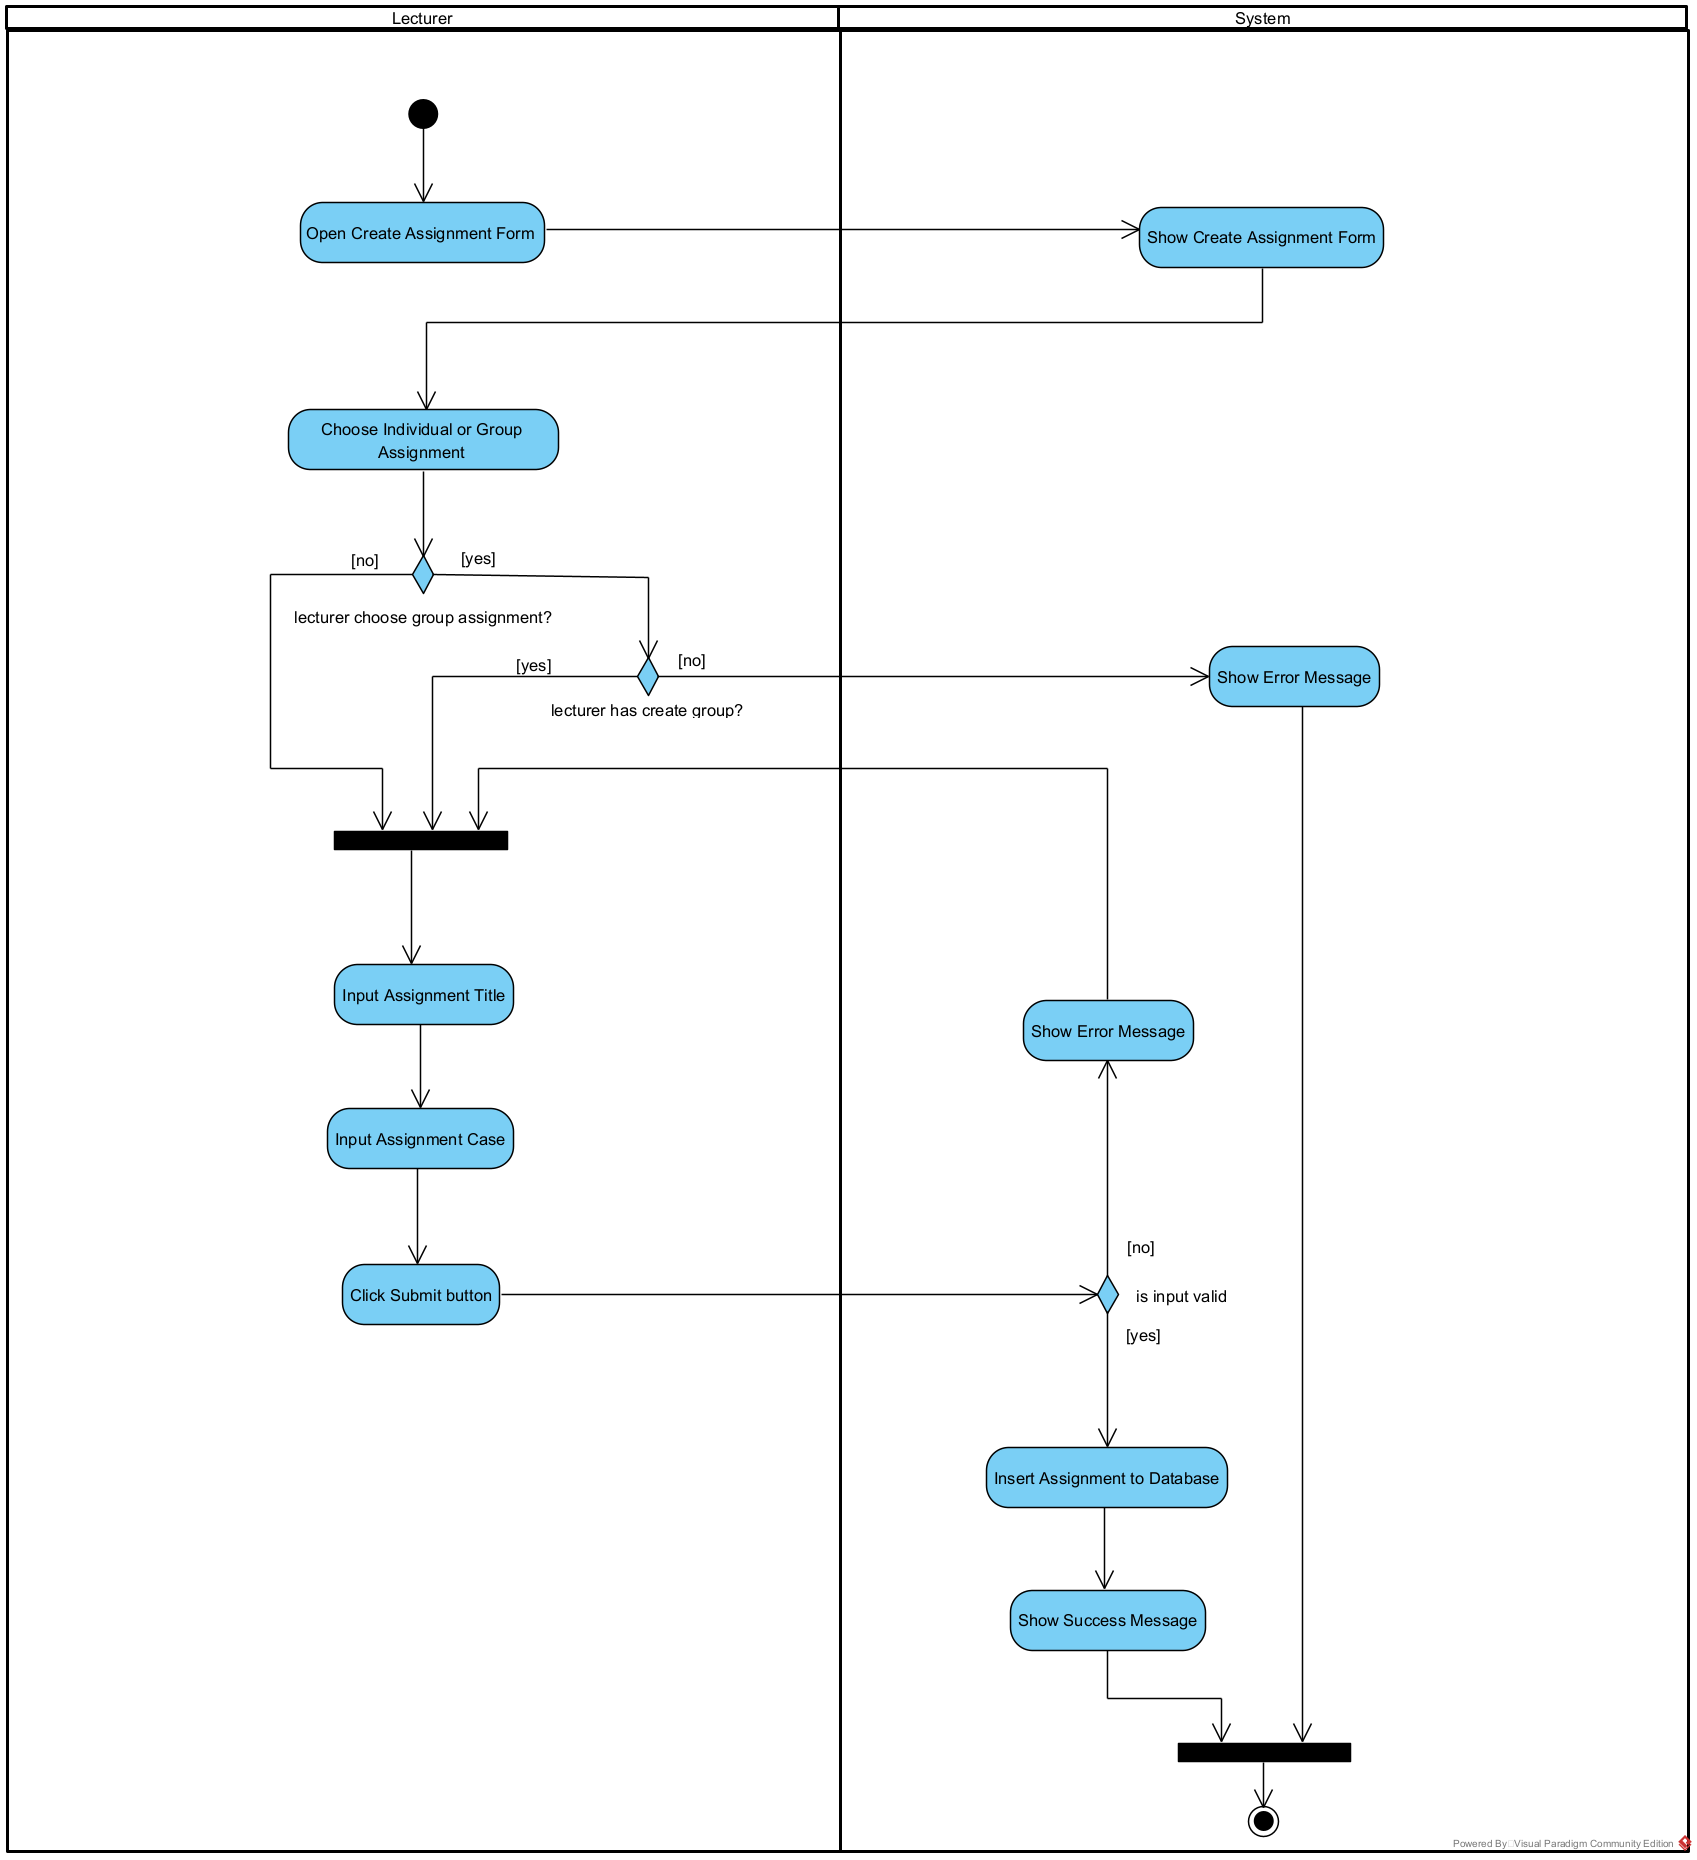 Lecturer
System
Open Create Assignment Form
Show Create Assignment Form
Choose Individual or Group
Assignment
[no]
[yes]
lecturer choose group assignment?
[yes]
[no]
Show Error Message
lecturer has create group?
Input Assignment Title
Show Error Message
Input Assignment Case
[no]
Click Submit button
is input valid
[yes]
Insert Assignment to Database
Show Success Message
Powered By Visual Paradigm Community Edition